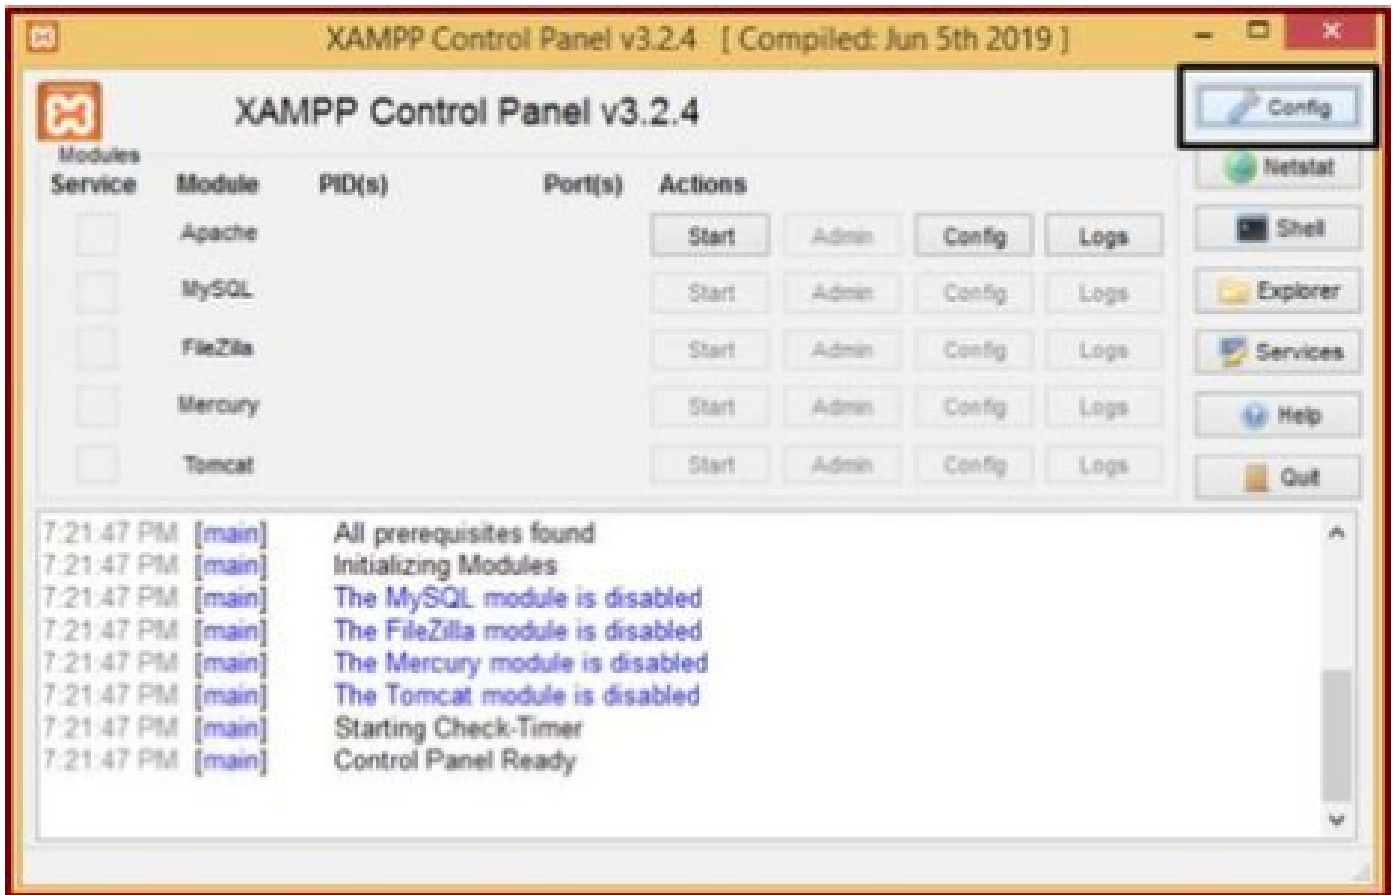 XAMPP Control Panel v3.2.4 [ Compiled: Jun 5th 2019 ]
XAMPP Control Panel v3.2.4
Config
Modules
Service Module PID(s) Port(s) Actions
Netstat
Apache Start Admin Config Logs
Shell
MySQL Start Admin Config Logs
Explorer
FileZilla Start Admin Config Logs
Services
Mercury Start Admin Config Logs
Help
Tomcat Start Admin Config Logs
Quit
7:21:47 PM [main] All prerequisites found
7:21:47 PM [main] Initializing Modules
7:21:47 PM [main] The MySQL module is disabled
7:21:47 PM [main] The FileZilla module is disabled
7:21:47 PM [main] The Mercury module is disabled
7:21:47 PM [main] The Tomcat module is disabled
7:21:47 PM [main] Starting Check-Timer
7:21:47 PM [main] Control Panel Ready